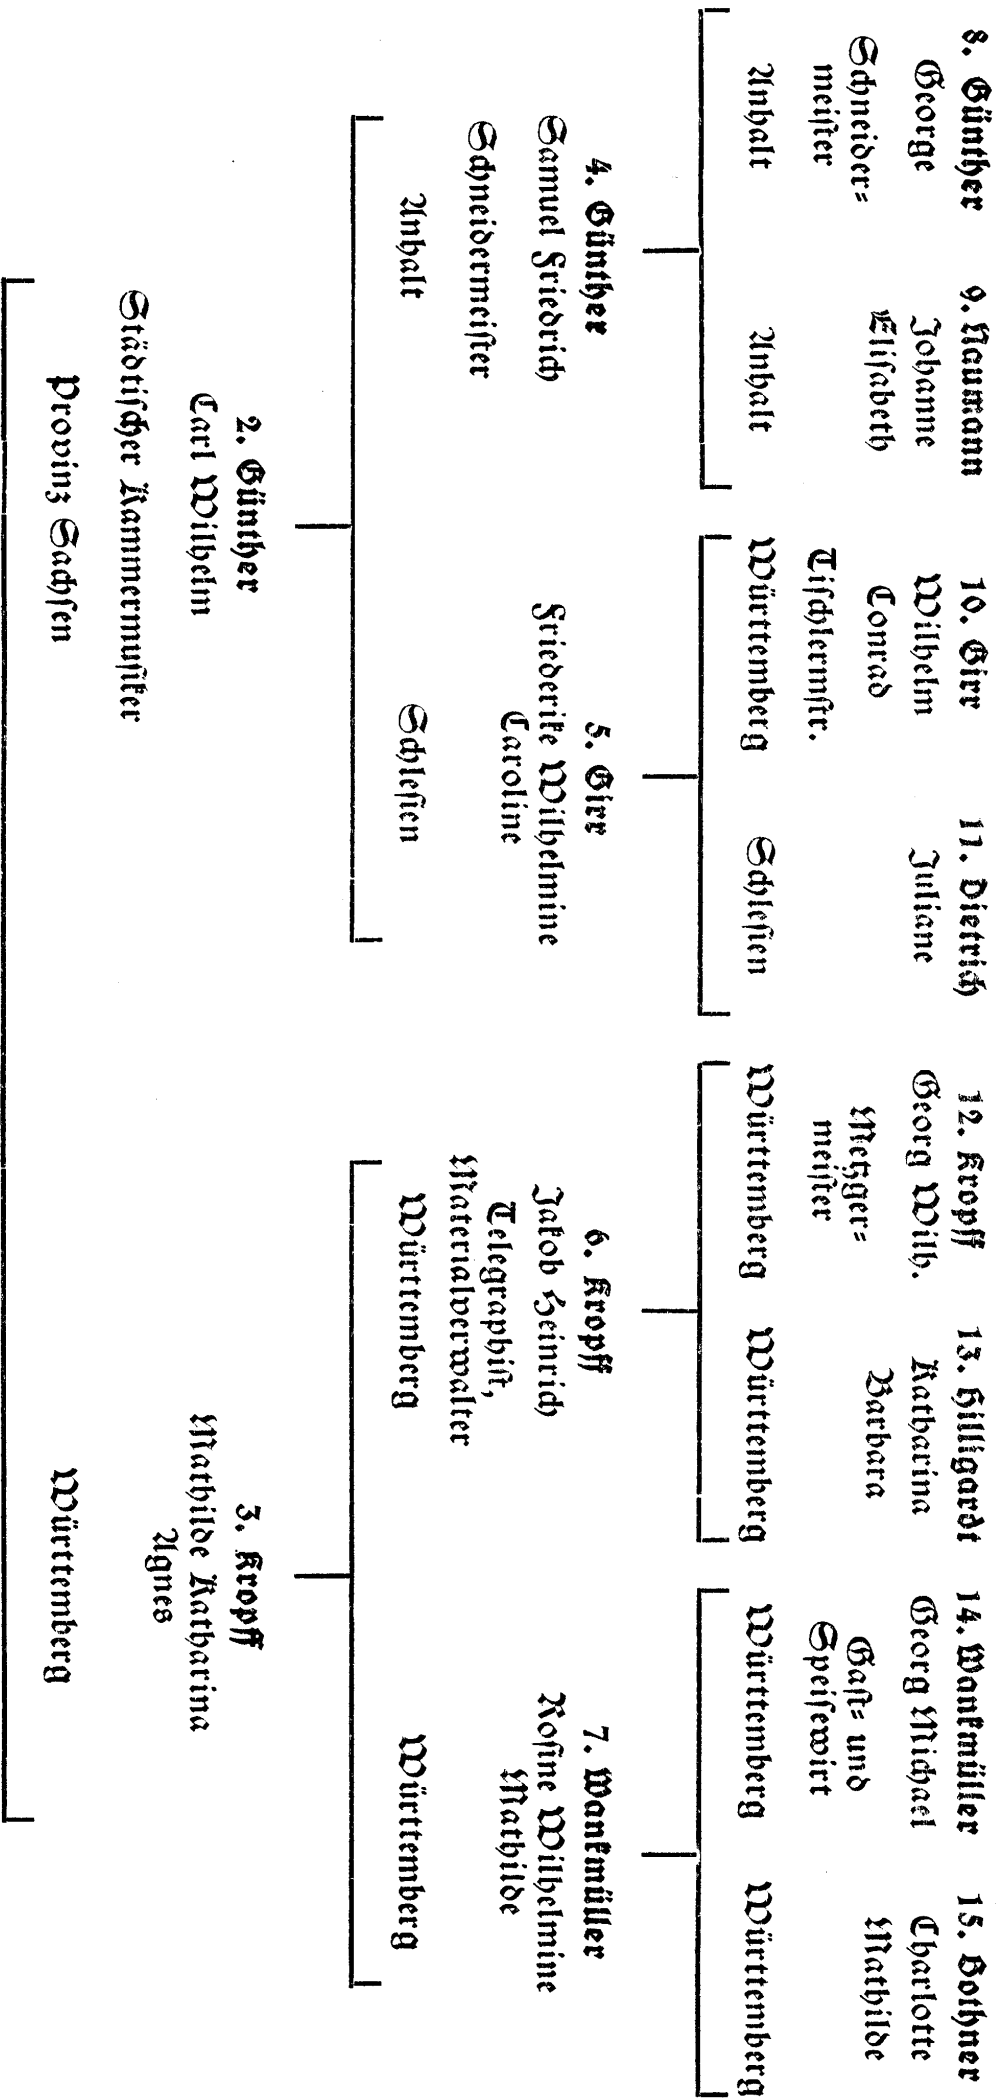 8. Günther
George
Schneider=
meister
Anhalt
9. Naumann
Johanne
Elisabeth
Anhalt
10. Girr
Wilhelm
Conrad
Tischlermstr.
Württemberg
11. Dietrich
Juliane
Schlesien
12. Kropff
Georg Wilh.
Metzger=
meister
Württemberg
13. Hilligardt
Katharina
Barbara
Württemberg
14. Wankmüller
Georg Michael
Gast= und
Speisewirt
Württemberg
15. Bothner
Charlotte
Mathilde
Württemberg
4. Günther
Samuel Friedrich
Schneidermeister
Anhalt
5. Girr
Friederike Wilhelmine
Caroline
Schlesien
6. Kropff
Jakob Heinrich
Telegraphist,
Materialverwalter
Württemberg
7. Wankmüller
Rosine Wilhelmine
Mathilde
Württemberg
2. Günther
Carl Wilhelm
Städtischer Kammermusiker
Provinz Sachsen
3. Kropff
Mathilde Katharina
Agnes
Württemberg